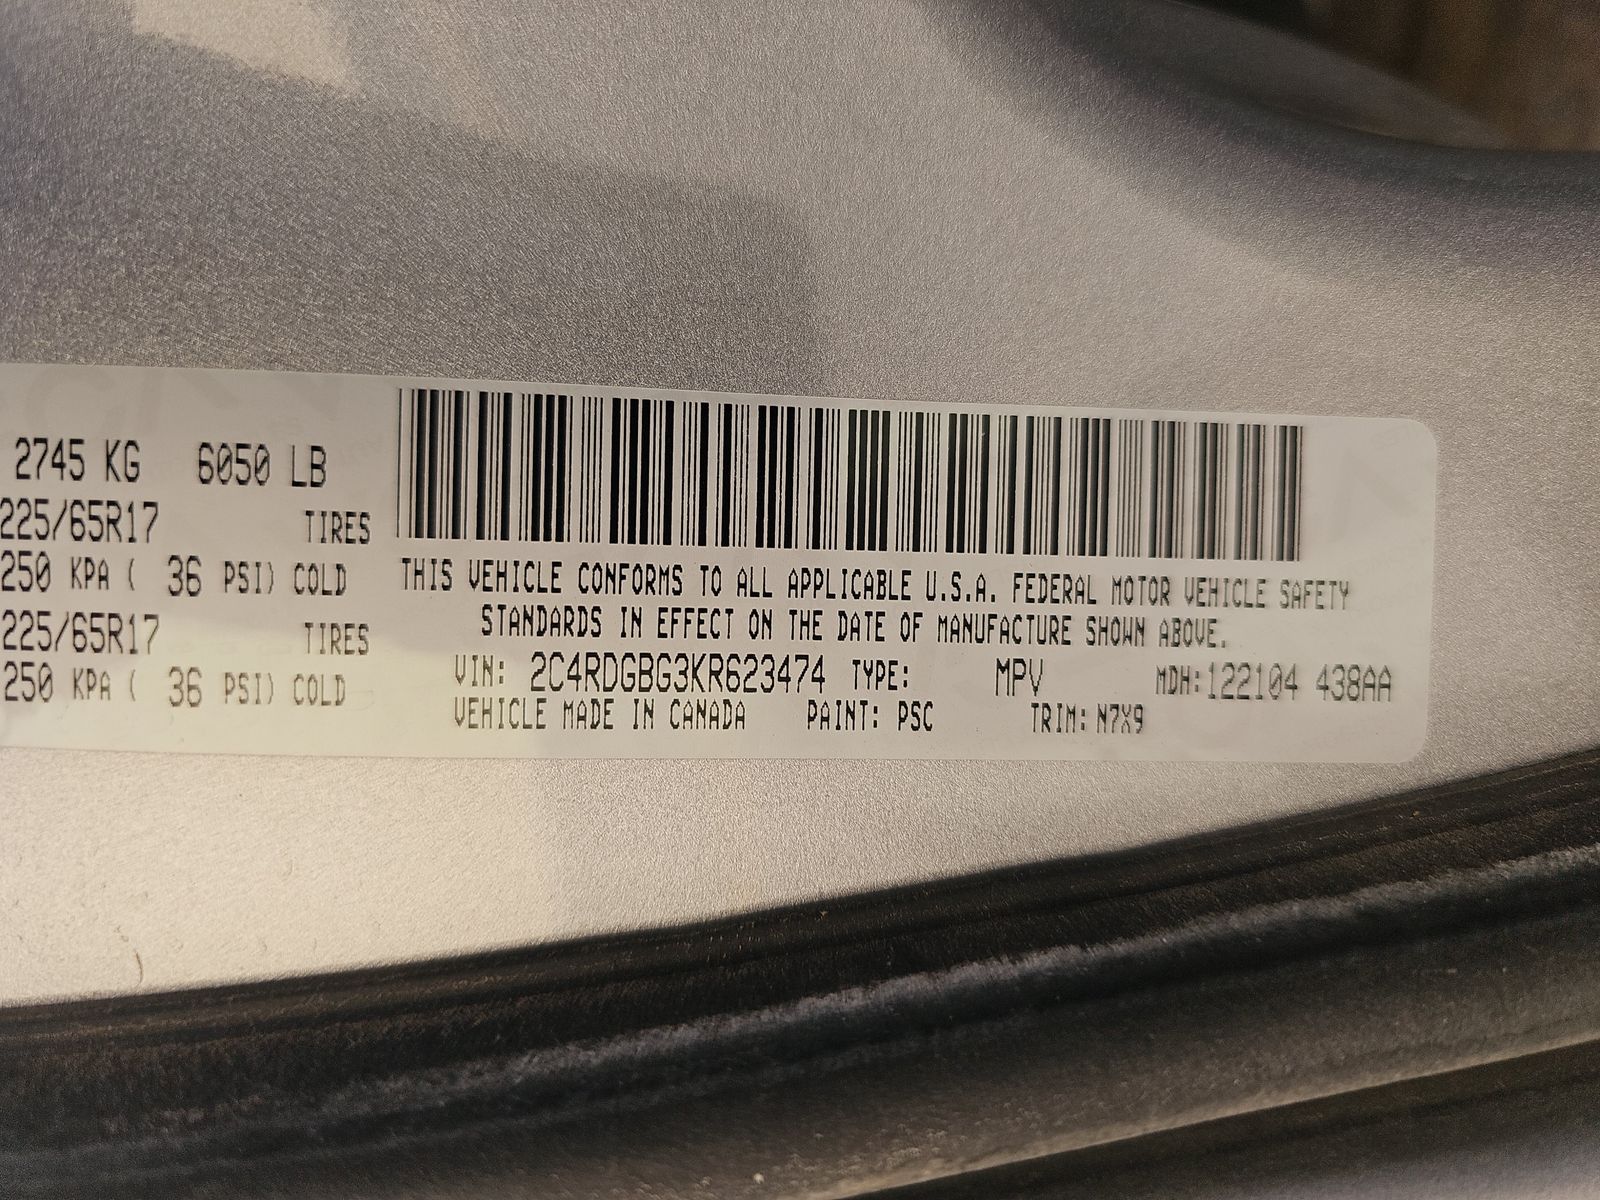 2745 KG 6050 LB
225/65R17 TIRES
250 KPA ( 36 PSI) COLD
225/65R17 TIRES
250 KPA ( 36 PSI) COLD
THIS VEHICLE CONFORMS TO ALL APPLICABLE U.S.A. FEDERAL MOTOR VEHICLE SAFETY
STANDARDS IN EFFECT ON THE DATE OF MANUFACTURE SHOWN ABOVE.
VIN: 2C4RDGBG3KR623474 TYPE: MPV MDH:122104 438AA
VEHICLE MADE IN CANADA PAINT: PSC TRIM: N7X9